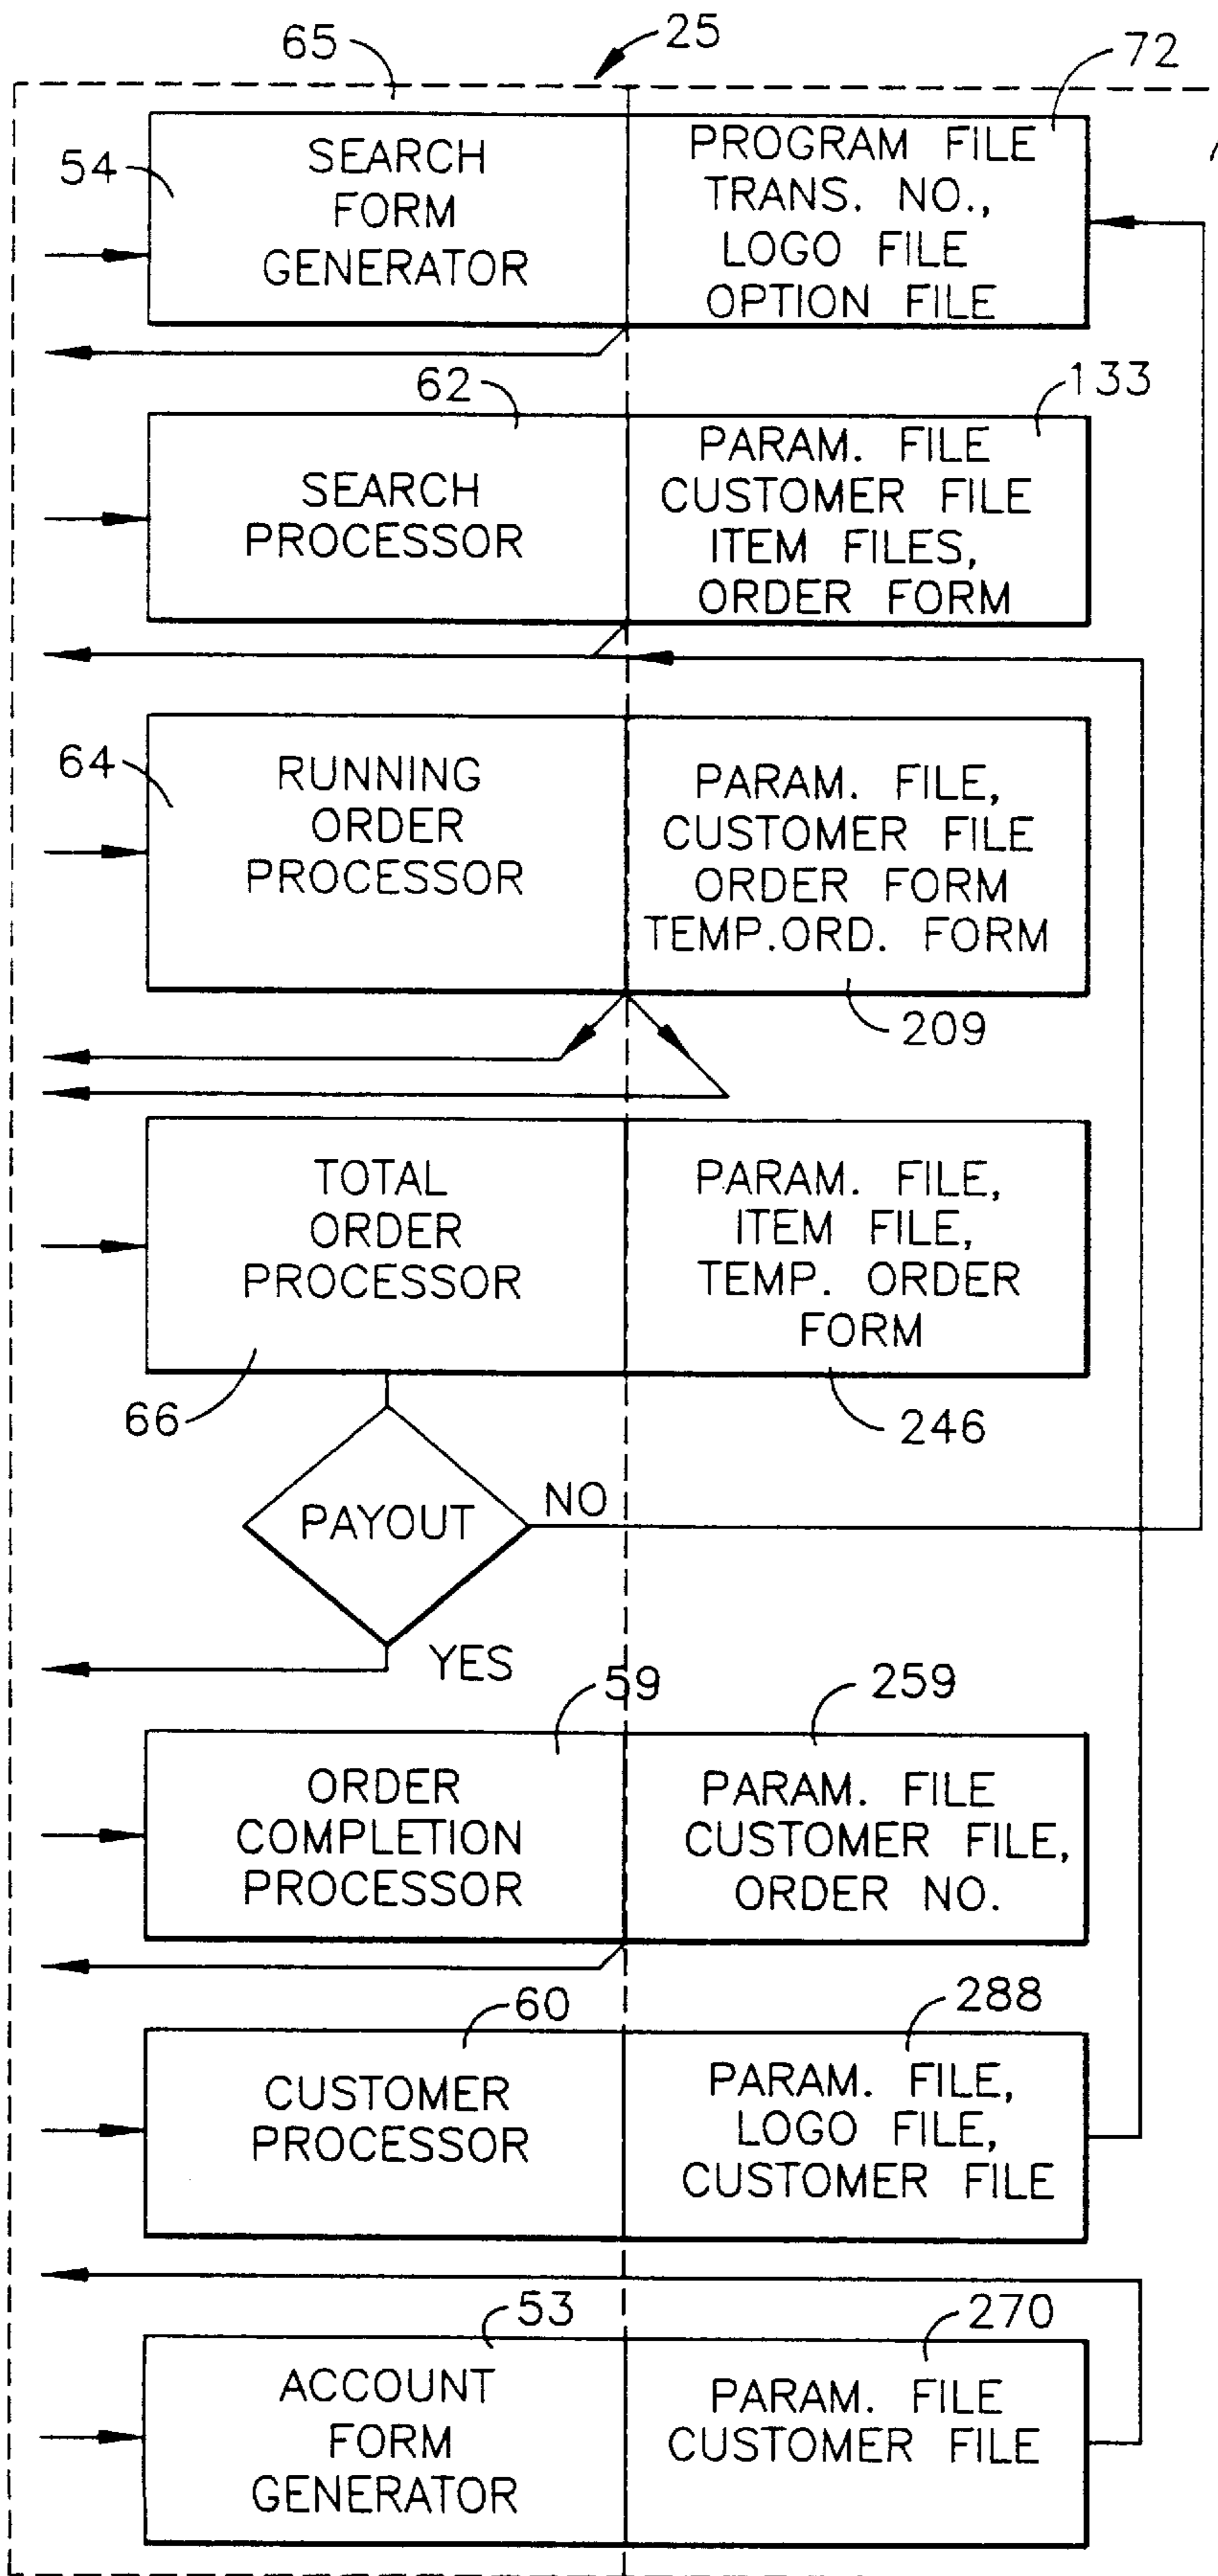 65
25
72
54
SEARCH
FORM
GENERATOR
PROGRAM FILE
TRANS. NO.,
LOGO FILE
OPTION FILE
62
133
SEARCH
PROCESSOR
PARAM. FILE
CUSTOMER FILE
ITEM FILES,
ORDER FORM
64
RUNNING
ORDER
PROCESSOR
PARAM. FILE,
CUSTOMER FILE
ORDER FORM
TEMP.ORD. FORM
209
TOTAL
ORDER
PROCESSOR
PARAM. FILE,
ITEM FILE,
TEMP. ORDER
FORM
66
246
PAYOUT
NO
YES
59
259
ORDER
COMPLETION
PROCESSOR
PARAM. FILE
CUSTOMER FILE,
ORDER NO.
60
288
CUSTOMER
PROCESSOR
PARAM. FILE,
LOGO FILE,
CUSTOMER FILE
53
270
ACCOUNT
FORM
GENERATOR
PARAM. FILE
CUSTOMER FILE